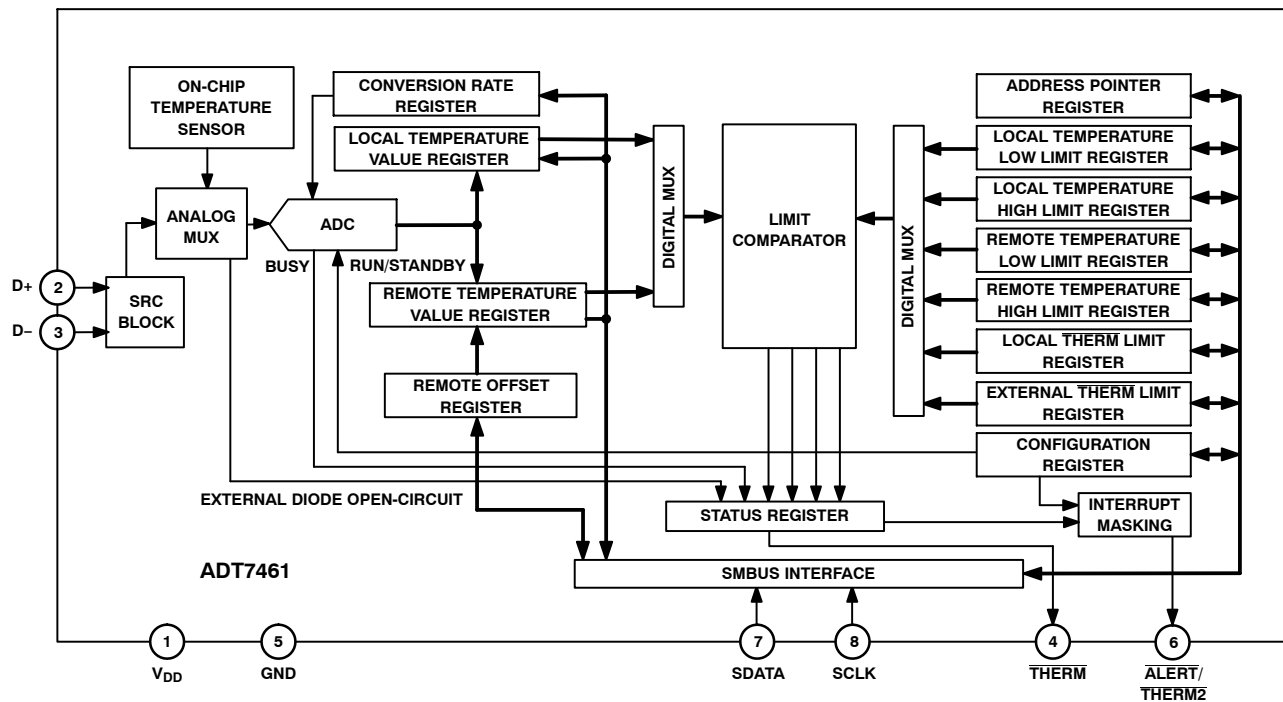 ON-CHIP
TEMPERATURE
SENSOR
CONVERSION RATE
REGISTER
LOCAL TEMPERATURE
VALUE REGISTER
ANALOG
MUX
ADC
BUSY
RUN/STANDBY
D+
2
D–
3
SRC
BLOCK
REMOTE TEMPERATURE
VALUE REGISTER
REMOTE OFFSET
REGISTER
DIGITAL MUX
LIMIT
COMPARATOR
DIGITAL MUX
ADDRESS POINTER
REGISTER
LOCAL TEMPERATURE
LOW LIMIT REGISTER
LOCAL TEMPERATURE
HIGH LIMIT REGISTER
REMOTE TEMPERATURE
LOW LIMIT REGISTER
REMOTE TEMPERATURE
HIGH LIMIT REGISTER
LOCAL THERM LIMIT
REGISTER
EXTERNAL THERM LIMIT
REGISTER
CONFIGURATION
REGISTER
EXTERNAL DIODE OPEN-CIRCUIT
STATUS REGISTER
INTERRUPT
MASKING
ADT7461
SMBUS INTERFACE
1
5
7
8
4
6
VDD
GND
SDATA
SCLK
THERM
ALERT/
THERM2